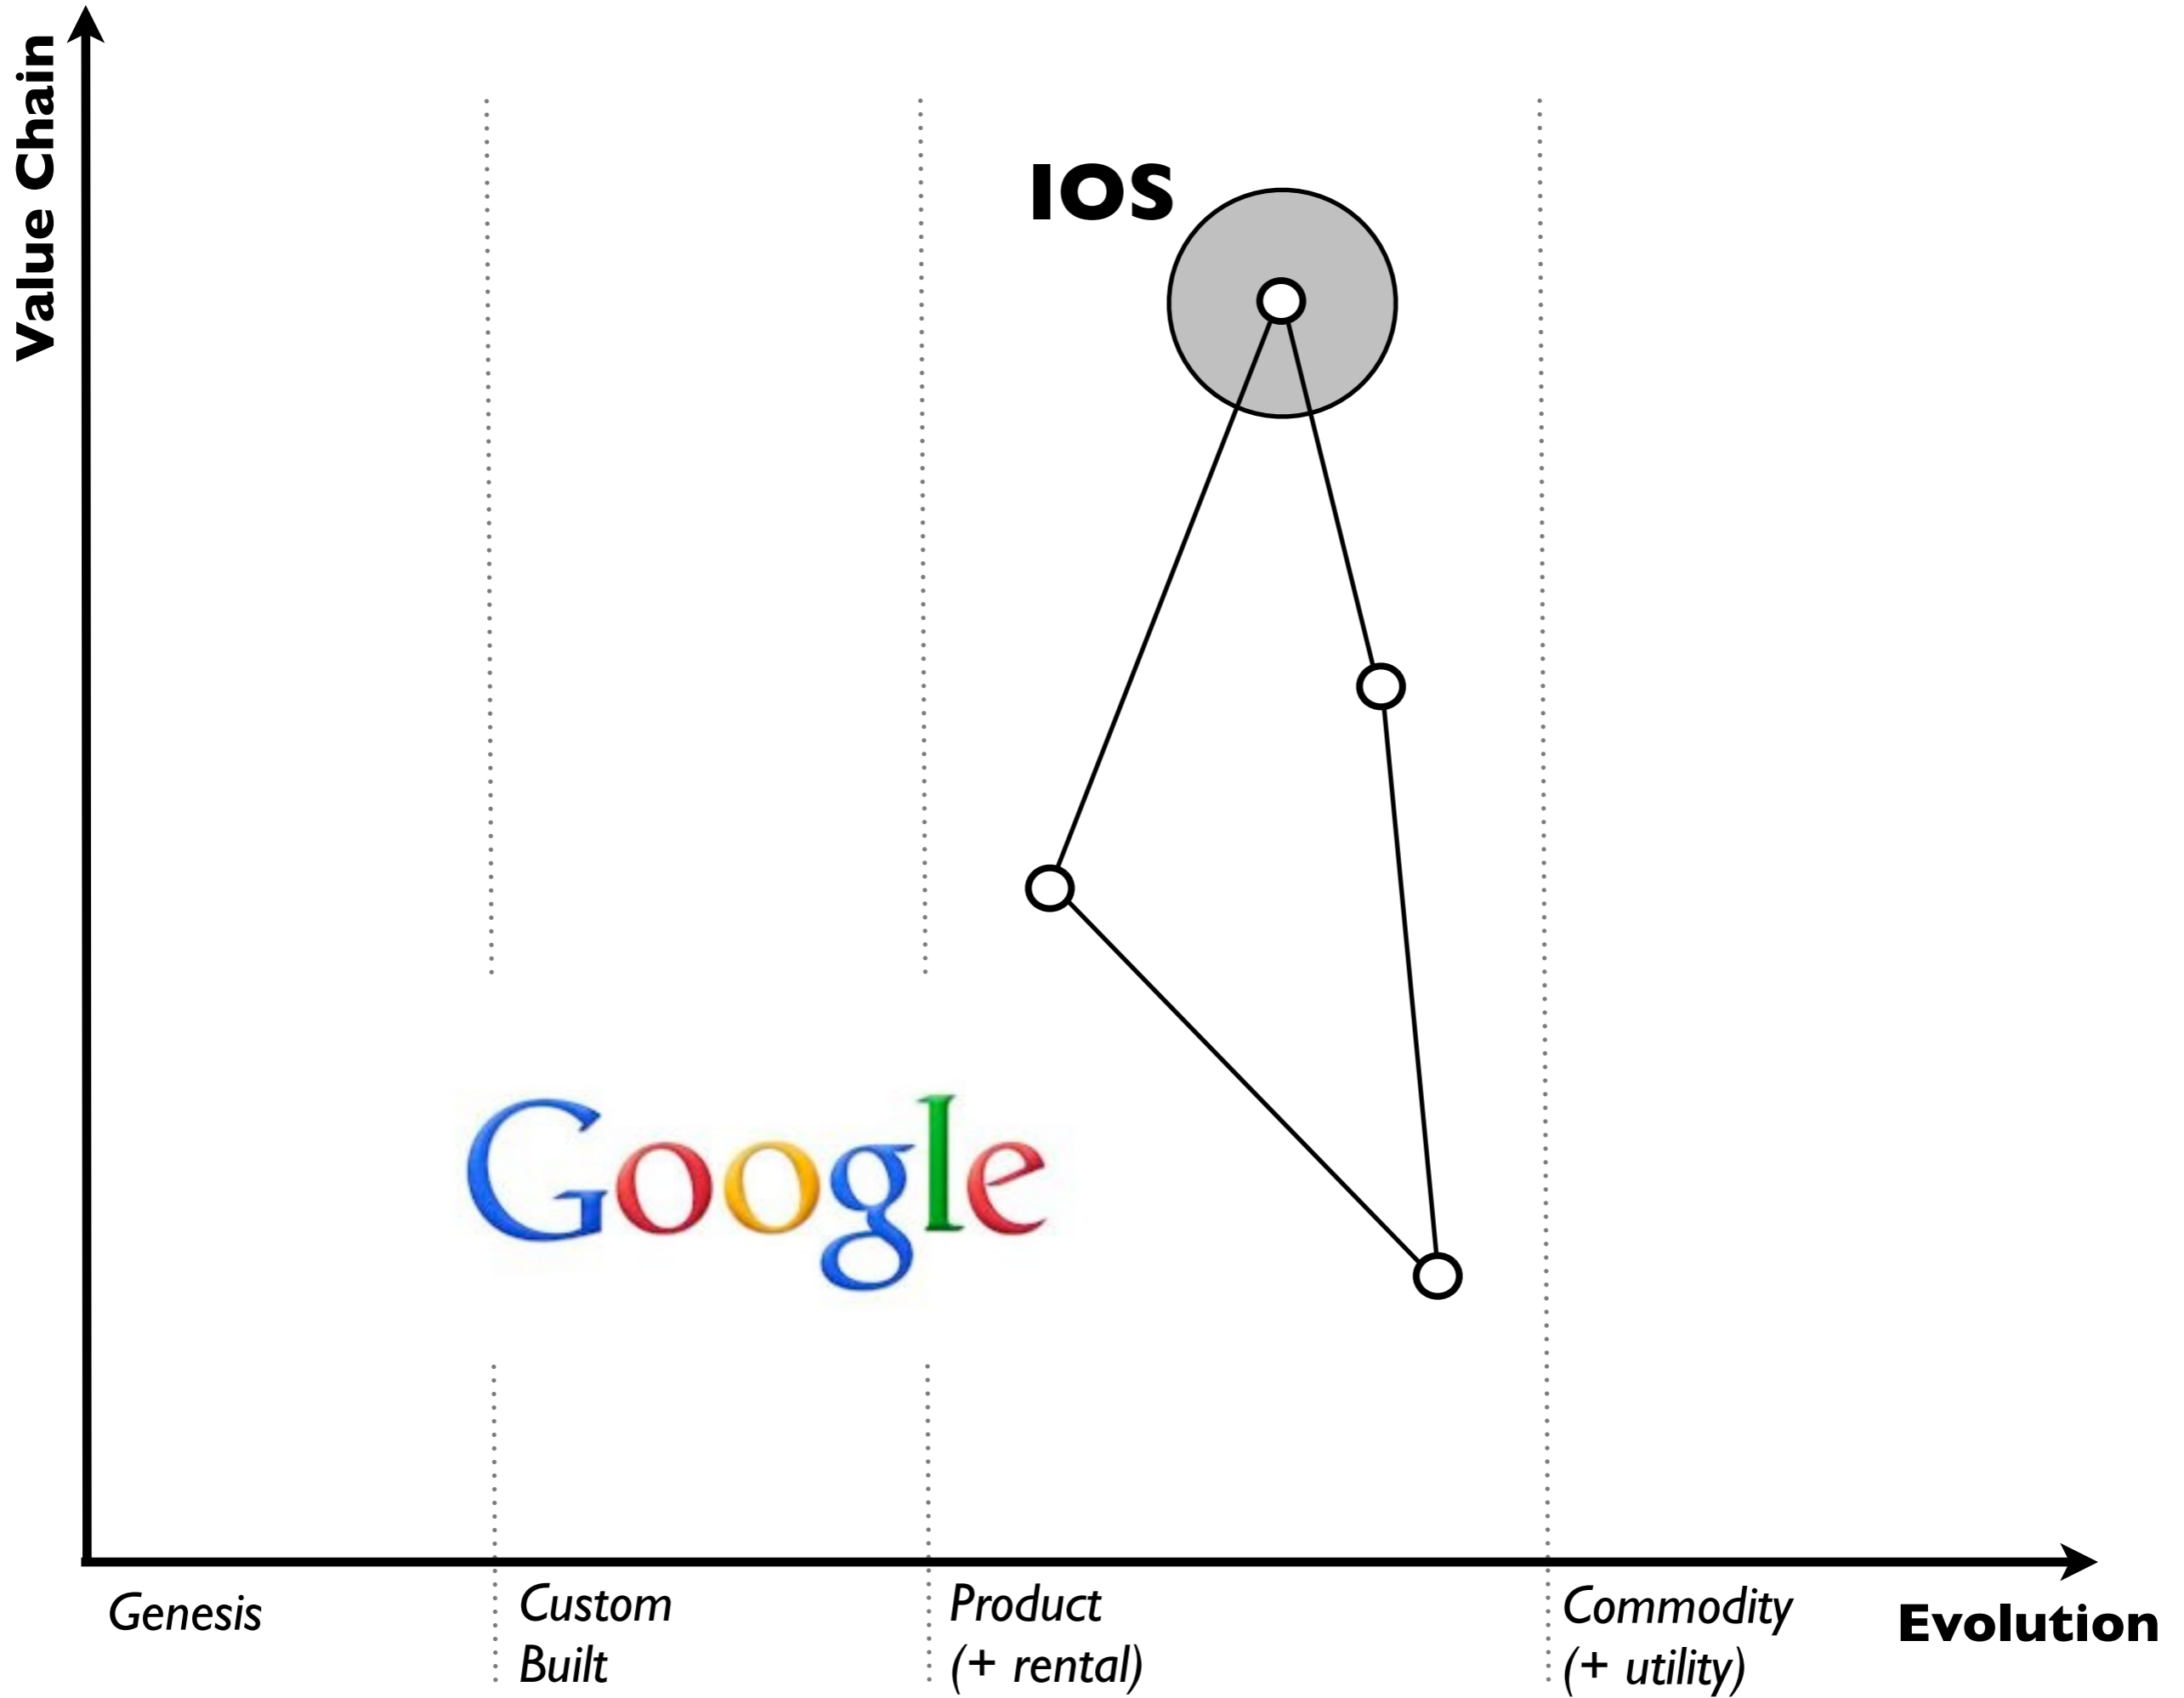 Value Chain
IOS
Google
Genesis
Custom
Built
Product
(+ rental)
Commodity
(+ utility)
Evolution